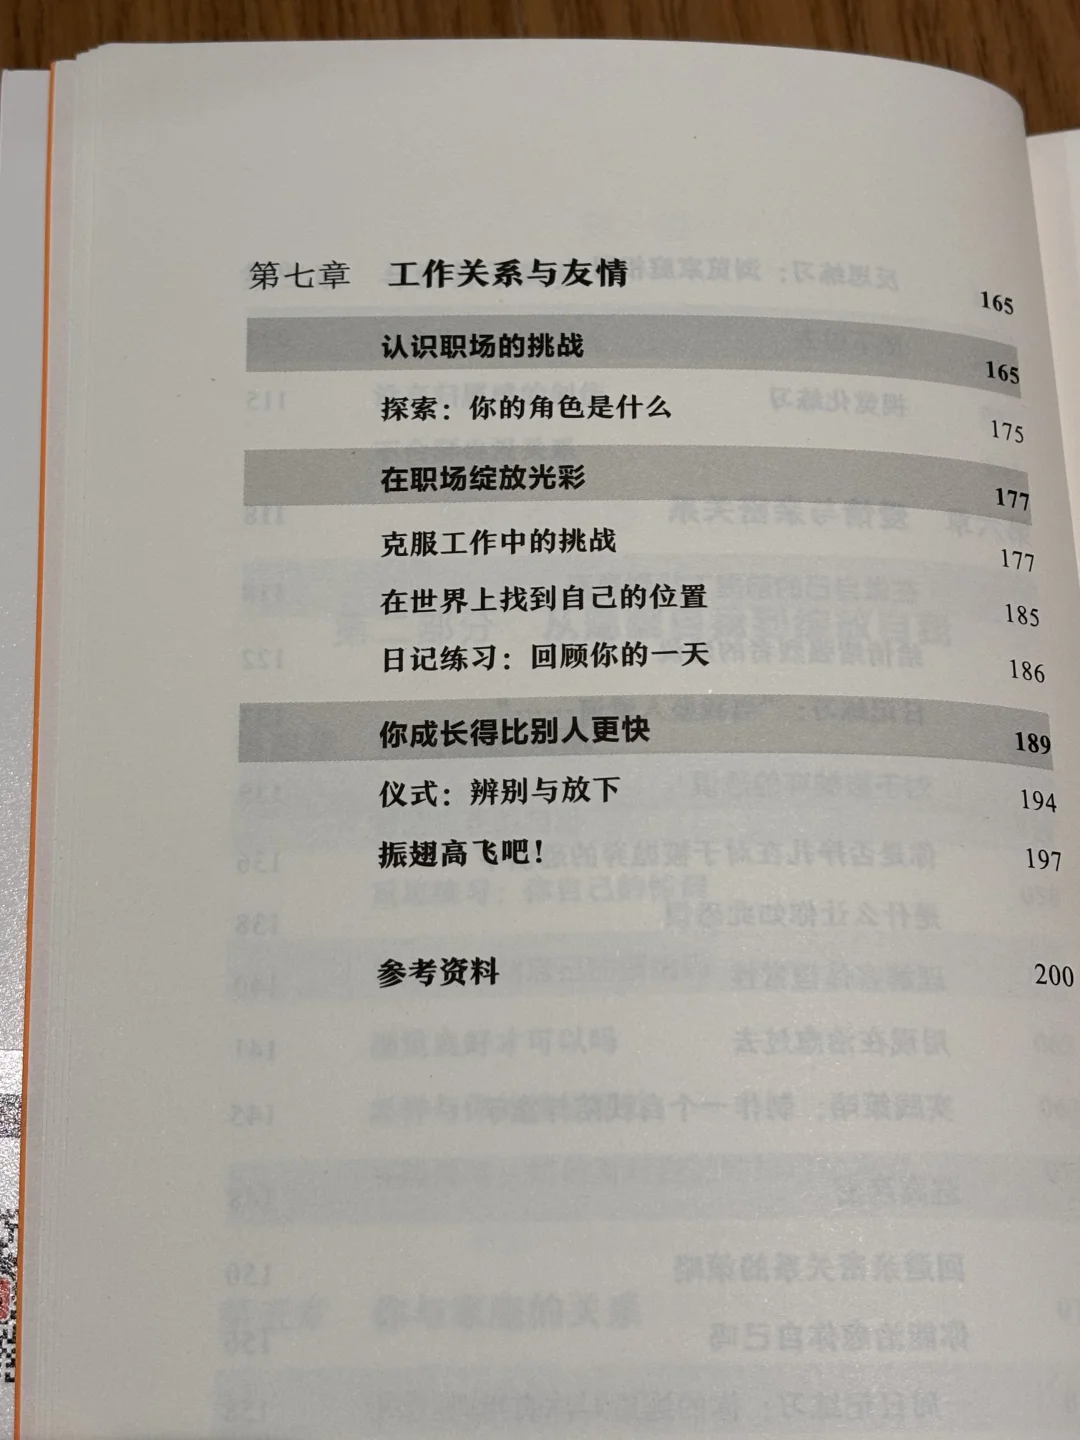 第七章 工作关系与友情 165
认识职场的挑战 165
探索：你的角色是什么 175
在职场绽放光彩 177
克服工作中的挑战 177
在世界上找到自己的位置 185
日记练习：回顾你的一天 186
你成长得比别人更快 189
仪式：辨别与放下 194
振翅高飞吧！ 197
参考资料 200